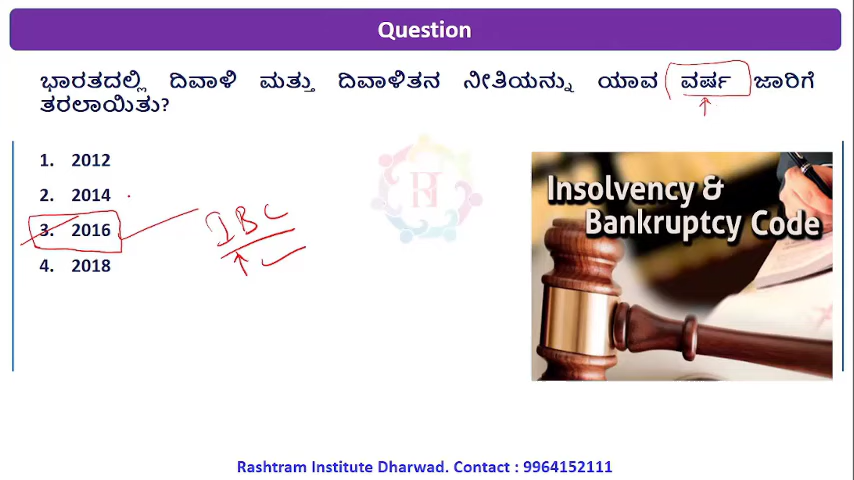 Question
ಭಾರತದಲ್ಲಿ ದಿವಾಳಿ ಮತ್ತು ದಿವಾಳಿತನ ನೀತಿಯನ್ನು ಯಾವ ವರ್ಷ ಜಾರಿಗೆ
ತರಲಾಯಿತು?
1. 2012
2. 2014
3. 2016
4. 2018
IBC
Insolvency &
Bankruptcy Code
Rashtram Institute Dharwad. Contact : 9964152111